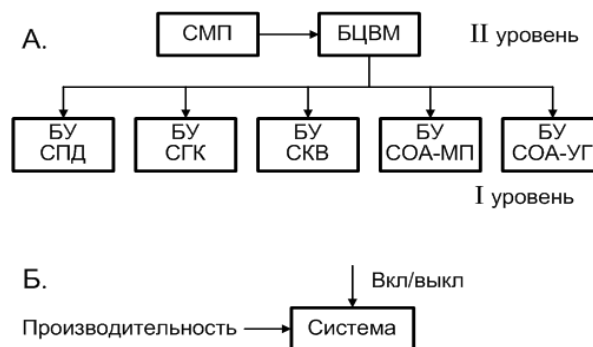 А.
СМП
БЦВМ
II уровень
БУ СПД
БУ СГК
БУ СКВ
БУ СОА-МП
БУ СОА-УГ
I уровень
Б.
Вкл/выкл
Производительность
Система